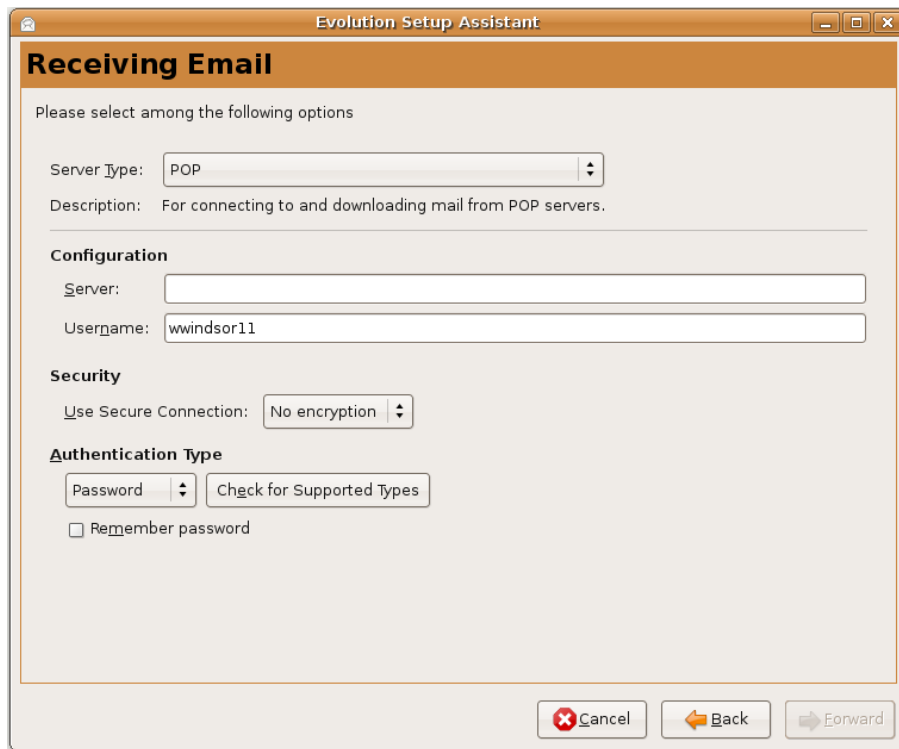 Evolution Setup Assistant
Receiving Email
Please select among the following options
Server Type: POP
Description: For connecting to and downloading mail from POP servers.
Configuration
Server:
Username: wwindsor11
Security
Use Secure Connection: No encryption
Authentication Type
Password Check for Supported Types
Remember password
Cancel Back Forward